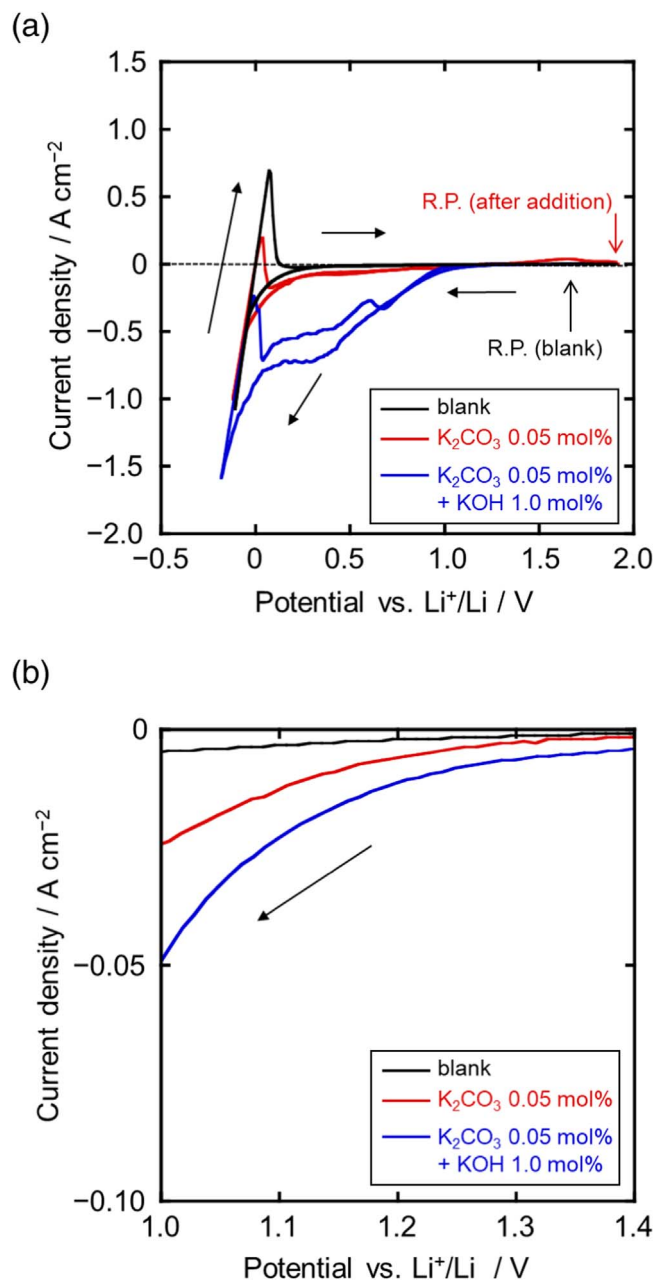 (a)
1.5
1.0
0.5
0
−0.5
−1.0
−1.5
−2.0
Current density / A cm⁻²
R.P. (after addition)
R.P. (blank)
blank
K₂CO₃ 0.05 mol%
K₂CO₃ 0.05 mol%
+ KOH 1.0 mol%
−0.5
0
0.5
1.0
1.5
2.0
Potential vs. Li⁺/Li / V
(b)
0
−0.05
−0.10
Current density / A cm⁻²
blank
K₂CO₃ 0.05 mol%
K₂CO₃ 0.05 mol%
+ KOH 1.0 mol%
1.0
1.1
1.2
1.3
1.4
Potential vs. Li⁺/Li / V